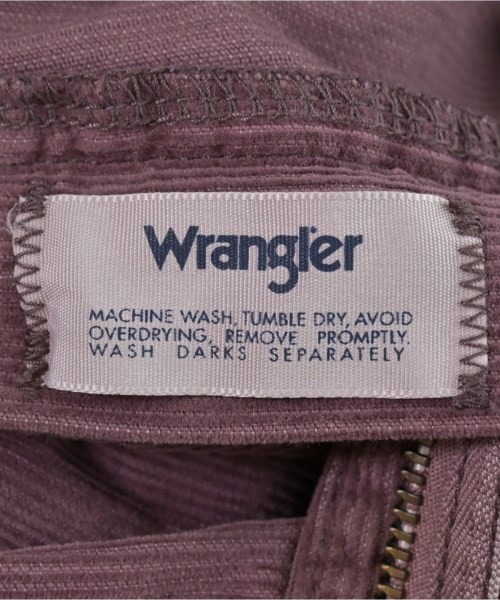 Wrangler
MACHINE WASH, TUMBLE DRY, AVOID
OVERDRYING, REMOVE PROMPTLY.
WASH DARKS SEPARATELY